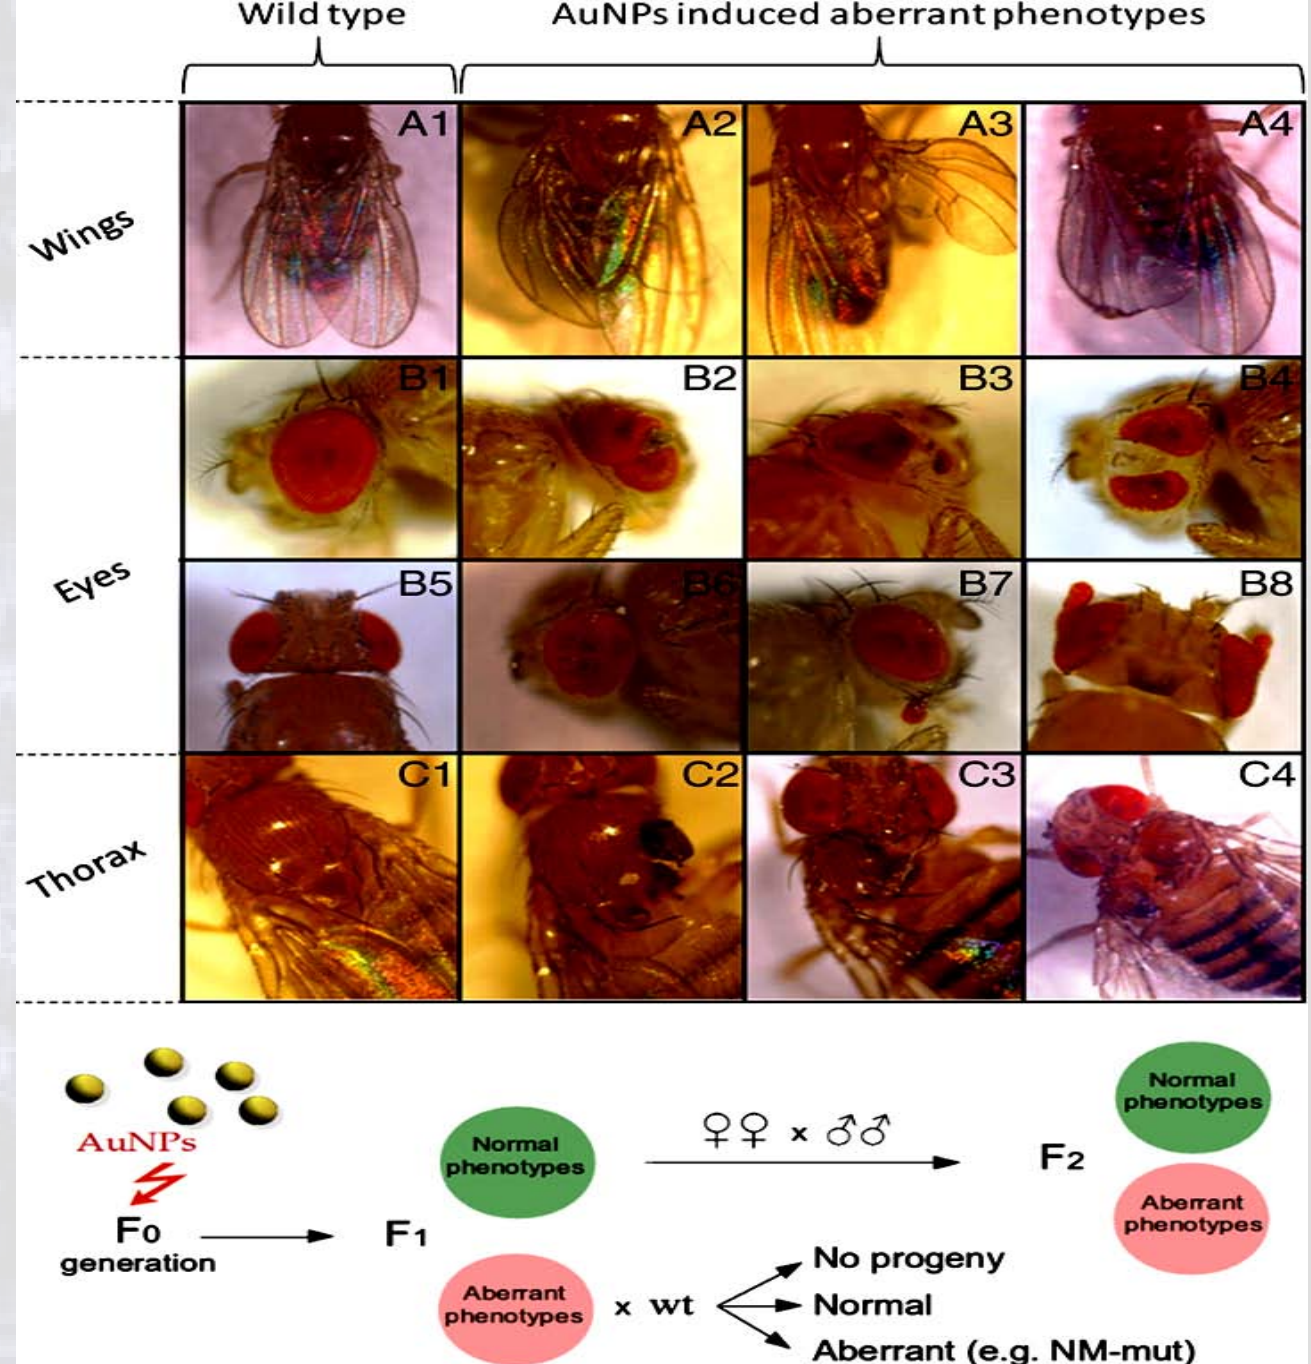 Wild type
AuNPs induced aberrant phenotypes
Wings
A1
A2
A3
A4
Eyes
B1
B2
B3
B4
B5
B6
B7
B8
Thorax
C1
C2
C3
C4
AuNPs
F0
generation
F1
Normal
phenotypes
♀♀ x ♂♂
F2
Normal
phenotypes
Aberrant
phenotypes
Aberrant
phenotypes
x wt
No progeny
Normal
Aberrant (e.g. NM-mut)